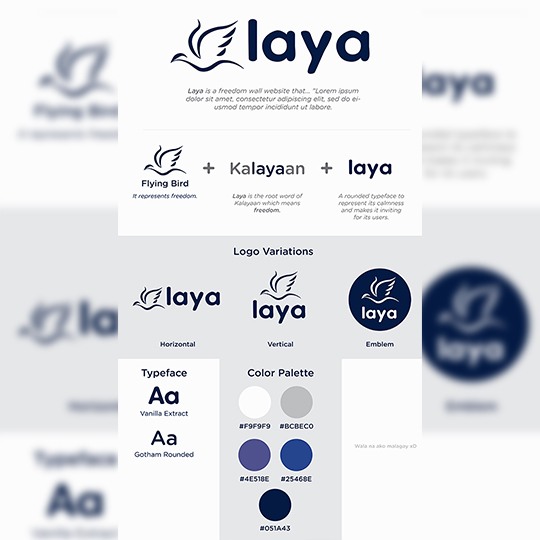 laya
Laya is a freedom wall website that... "Lorem ipsum
dolor sit amet, consectetur adipiscing elit, sed do ei-
usmod tempor incididunt ut labore.
Flying Bird + Kalayaan + laya
It represents freedom.
Laya is the root word of
Kalayaan which means
freedom.
A rounded typeface to
represent its calmness
and makes it inviting
for its users.
Logo Variations
laya
Horizontal
laya
Vertical
laya
Emblem
Typeface
Aa
Vanilla Extract
Aa
Gotham Rounded
Color Palette
#F9F9F9 #BCBEC0
#4E518E #25468E
#051A43
Wala na ako malagay xD